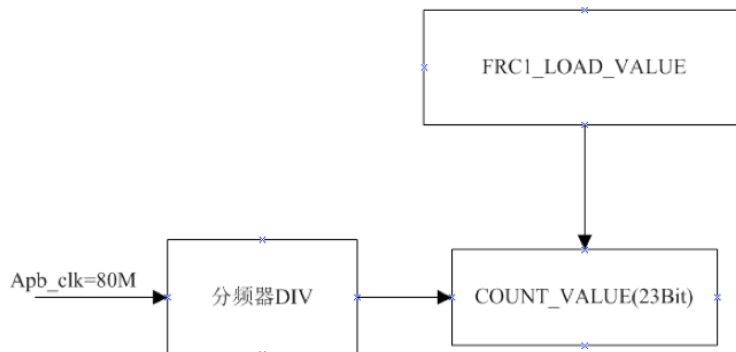 FRC1_LOAD_VALUE
Apb_clk=80M
分频器DIV
COUNT_VALUE(23Bit)